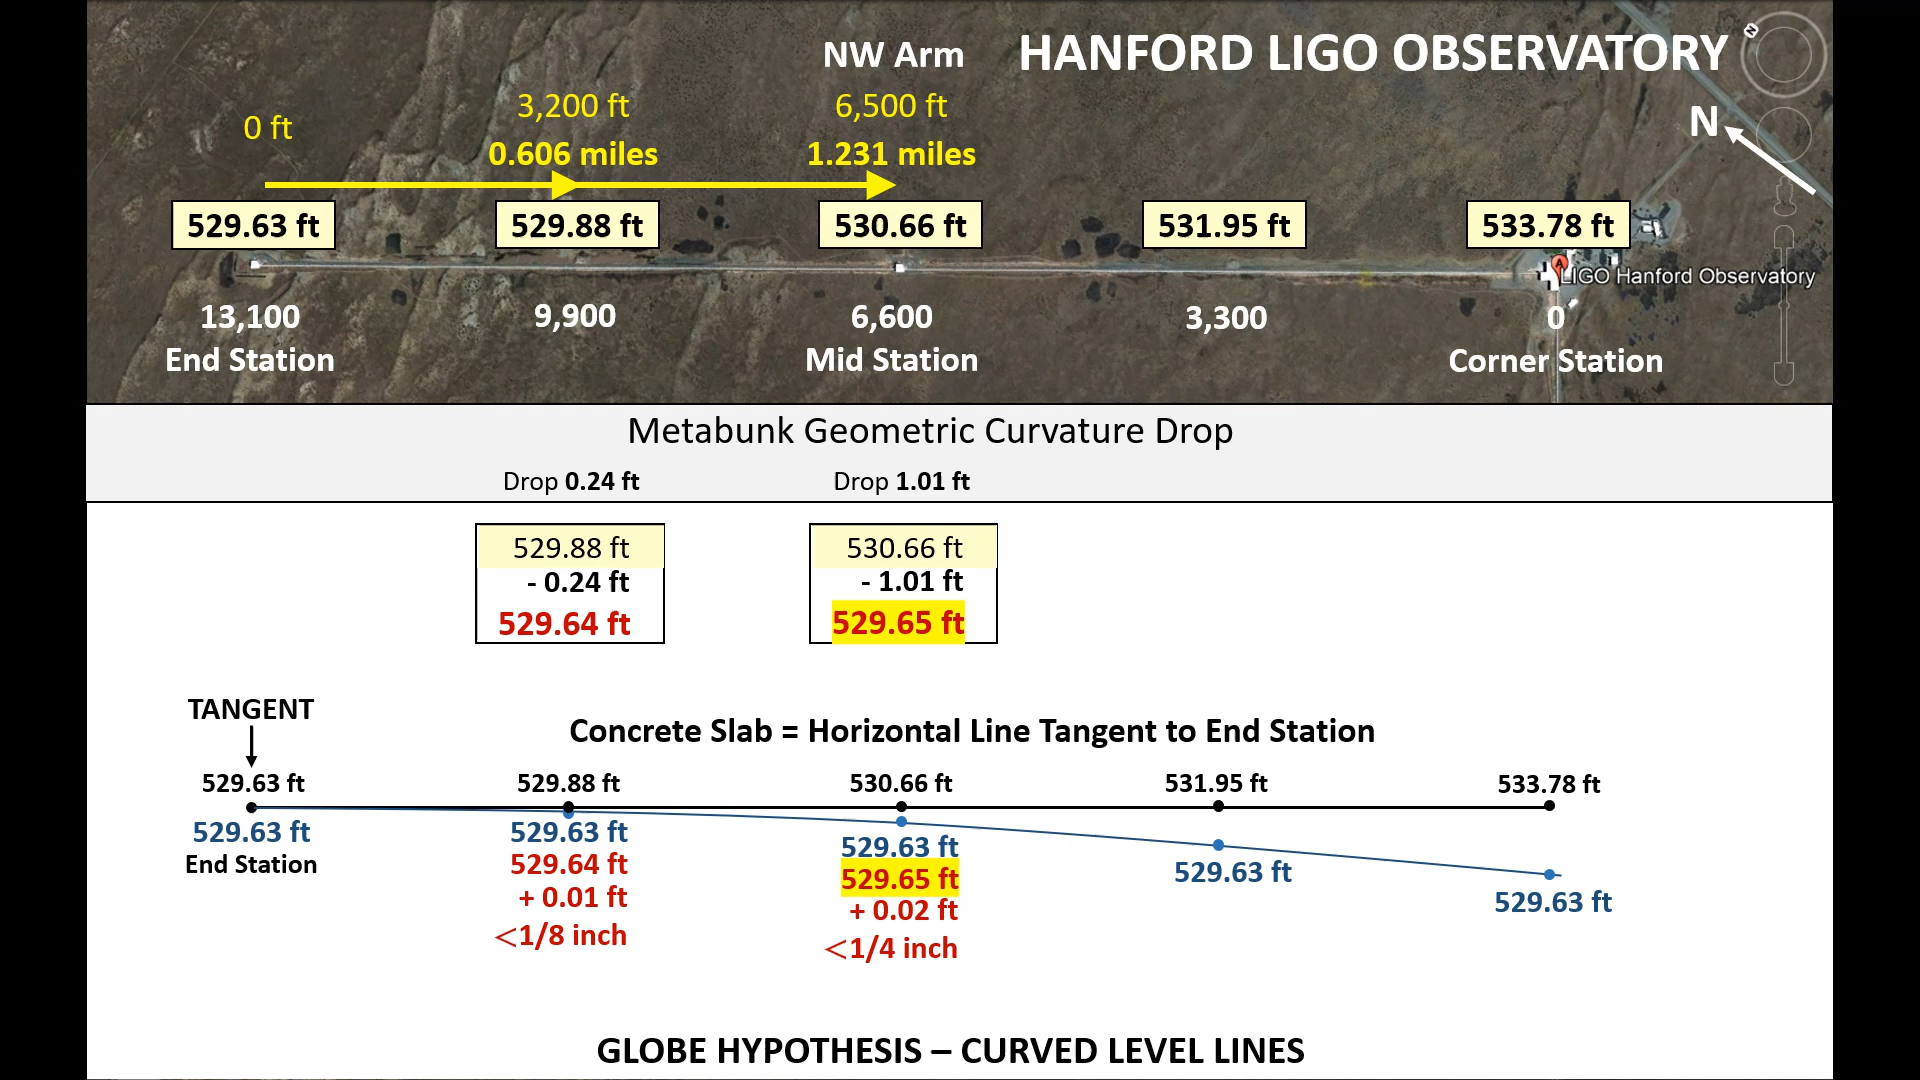 NW Arm
HANFORD LIGO OBSERVATORY
N
0 ft
3,200 ft
6,500 ft
0.606 miles
1.231 miles
N
529.63 ft
529.88 ft
530.66 ft
531.95 ft
533.78 ft
A
LIGO Hanford Observatory
13,100
9,900
6,600
3,300
0
End Station
Mid Station
Corner Station
Metabunk Geometric Curvature Drop
Drop 0.24 ft
Drop 1.01 ft
529.88 ft
- 0.24 ft
529.64 ft
530.66 ft
- 1.01 ft
529.65 ft
TANGENT
Concrete Slab = Horizontal Line Tangent to End Station
529.63 ft
529.88 ft
530.66 ft
531.95 ft
533.78 ft
529.63 ft
End Station
529.63 ft
529.64 ft
+ 0.01 ft
<1/8 inch
529.63 ft
529.65 ft
+ 0.02 ft
<1/4 inch
529.63 ft
529.63 ft
GLOBE HYPOTHESIS – CURVED LEVEL LINES